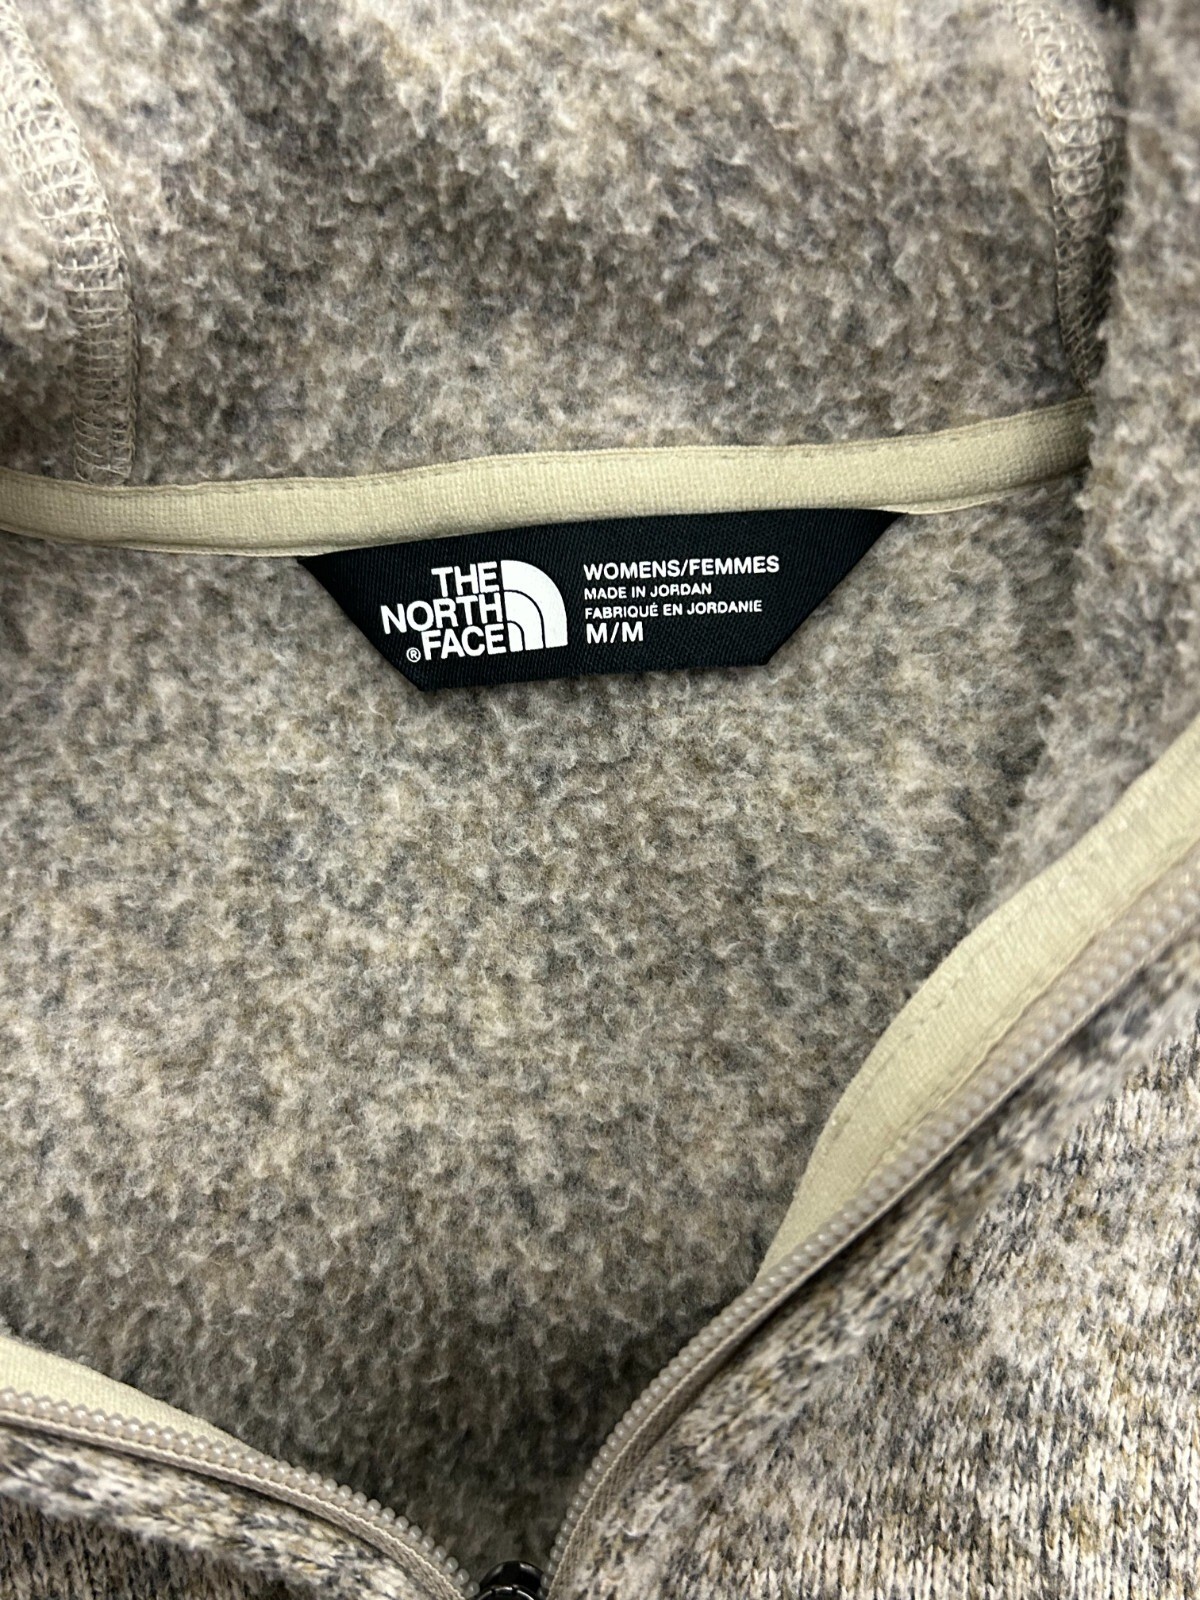 THE
NORTH
®FACE
WOMENS/FEMMES
MADE IN JORDAN
FABRIQUÉ EN JORDANIE
M/M